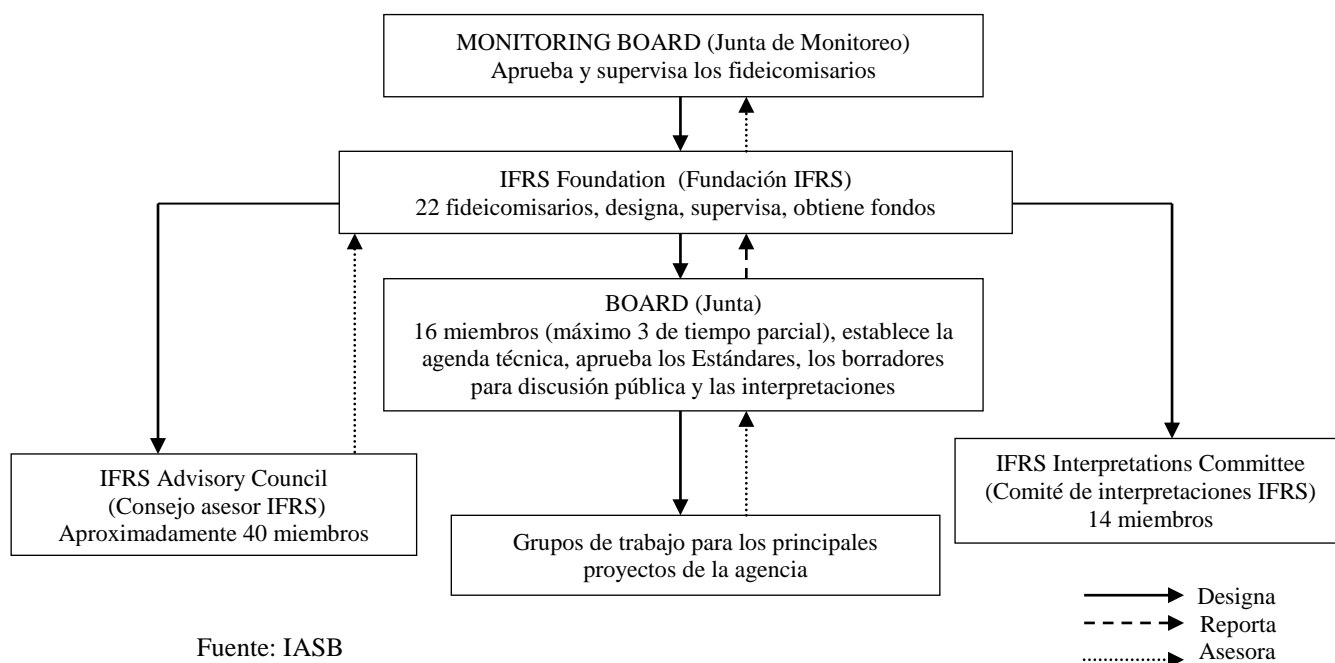 MONITORING BOARD (Junta de Monitoreo)
Aprueba y supervisa los fideicomisarios
IFRS Foundation (Fundación IFRS)
22 fideicomisarios, designa, supervisa, obtiene fondos
BOARD (Junta)
16 miembros (máximo 3 de tiempo parcial), establece la
agenda técnica, aprueba los Estándares, los borradores
para discusión pública y las interpretaciones
IFRS Advisory Council
(Consejo asesor IFRS)
Aproximadamente 40 miembros
IFRS Interpretations Committee
(Comité de interpretaciones IFRS)
14 miembros
Grupos de trabajo para los principales
proyectos de la agencia
Designa
Reporta
Asesora
Fuente: IASB